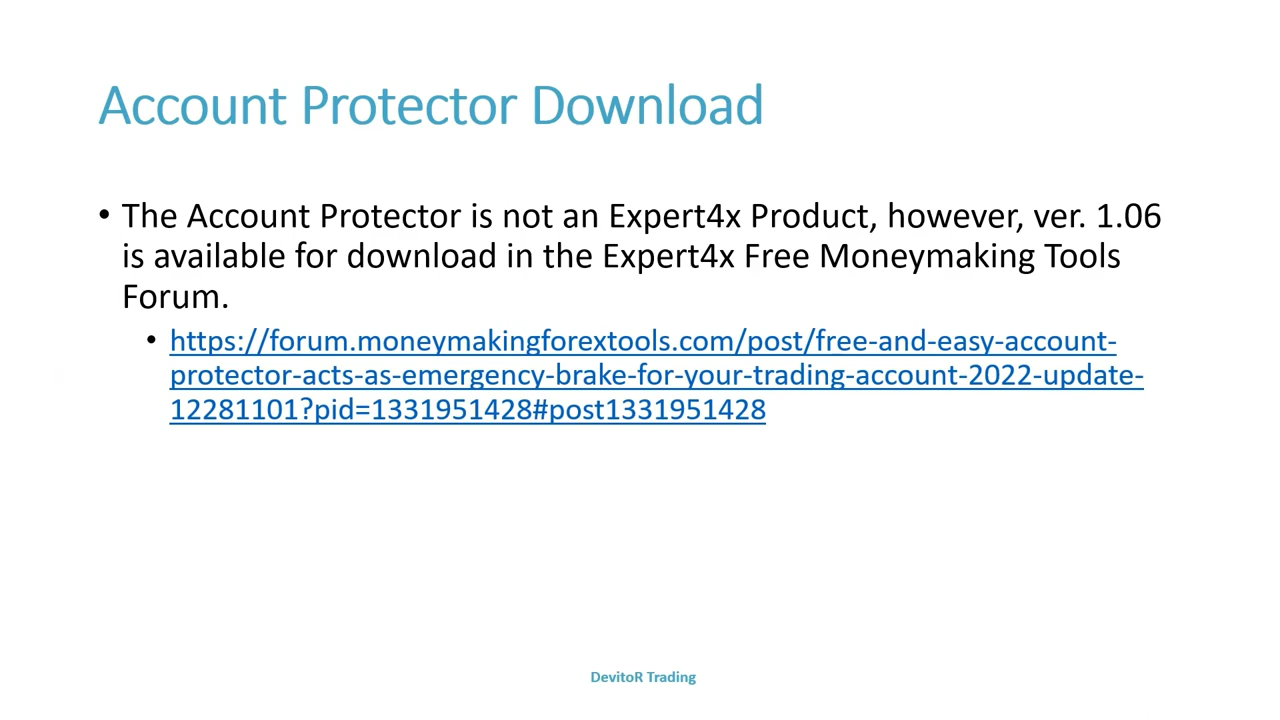 Account Protector Download
• The Account Protector is not an Expert4x Product, however, ver. 1.06
is available for download in the Expert4x Free Moneymaking Tools
Forum.
• https://forum.moneymakingforextools.com/post/free-and-easy-account-
protector-acts-as-emergency-brake-for-your-trading-account-2022-update-
12281101?pid=1331951428#post1331951428
DevitoR Trading